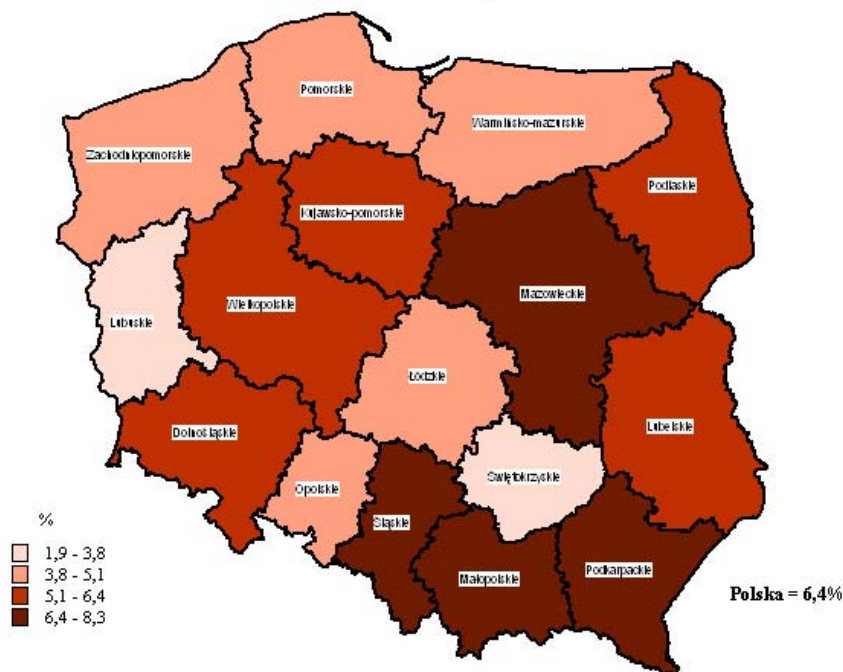 Pomorskie
Warmińsko-mazurskie
Zachodniopomorskie
Podlaskie
Kujawsko-pomorskie
Mazowieckie
Lubuskie
Wielkopolskie
Łódzkie
Dolnośląskie
Lubelskie
Świętokrzyskie
Opolskie
Śląskie
Małopolskie
Podkarpackie
%
1,9 - 3,8
3,8 - 5,1
5,1 - 6,4
6,4 - 8,3
Polska = 6,4%